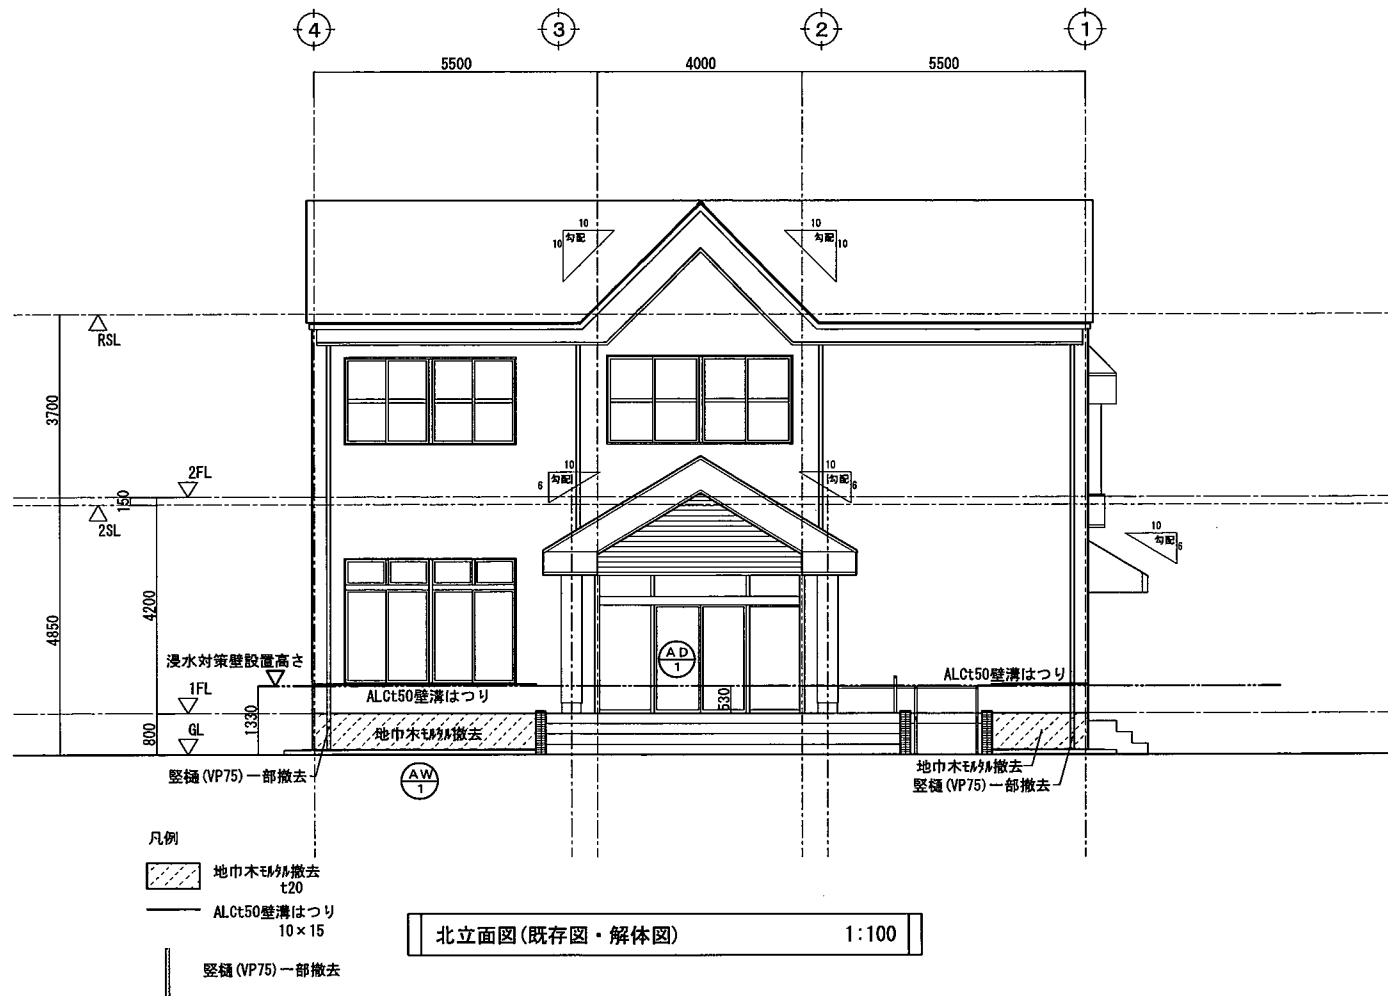 4
3
2
1
5500
4000
5500
10
10
勾配
10
勾配
10
RSL
3700
2FL
150
2SL
10
勾配
6
10
勾配
6
10
勾配
6
4200
4850
浸水対策壁設置高さ
1FL
GL
800
1330
ALCt50壁溝はつり
ALCt50壁溝はつり
AD
1
530
地巾木ﾓﾙﾀﾙ撤去
地巾木ﾓﾙﾀﾙ撤去
竪樋(VP75)一部撤去
竪樋(VP75)一部撤去
AW
1
凡例
地巾木ﾓﾙﾀﾙ撤去
t20
ALCt50壁溝はつり
10×15
竪樋(VP75)一部撤去
北立面図(既存図・解体図) 1:100